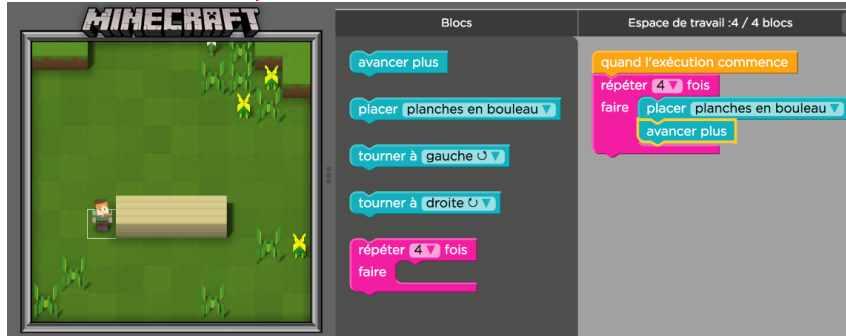 MINECRAFT
Blocs
Espace de travail :4 / 4 blocs
avancer plus
placer planches en bouleau
tourner à gauche
tourner à droite
répéter 4 fois
faire
quand l'exécution commence
répéter 4 fois
faire placer planches en bouleau
avancer plus